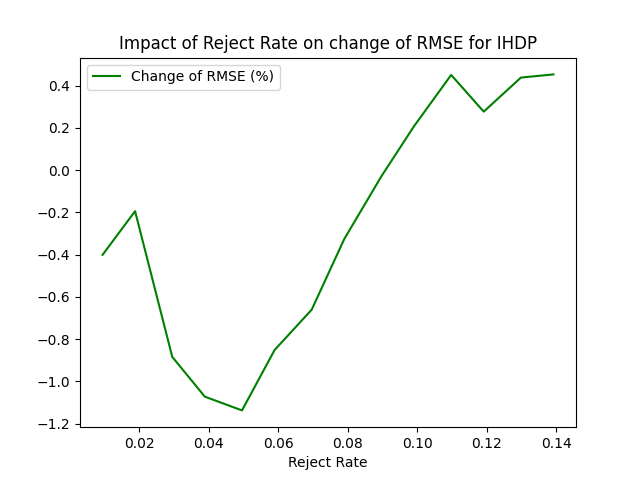 Impact of Reject Rate on change of RMSE for IHDP
Change of RMSE (%)
0.4
0.2
0.0
−0.2
−0.4
−0.6
−0.8
−1.0
−1.2
0.02 0.04 0.06 0.08 0.10 0.12 0.14
Reject Rate